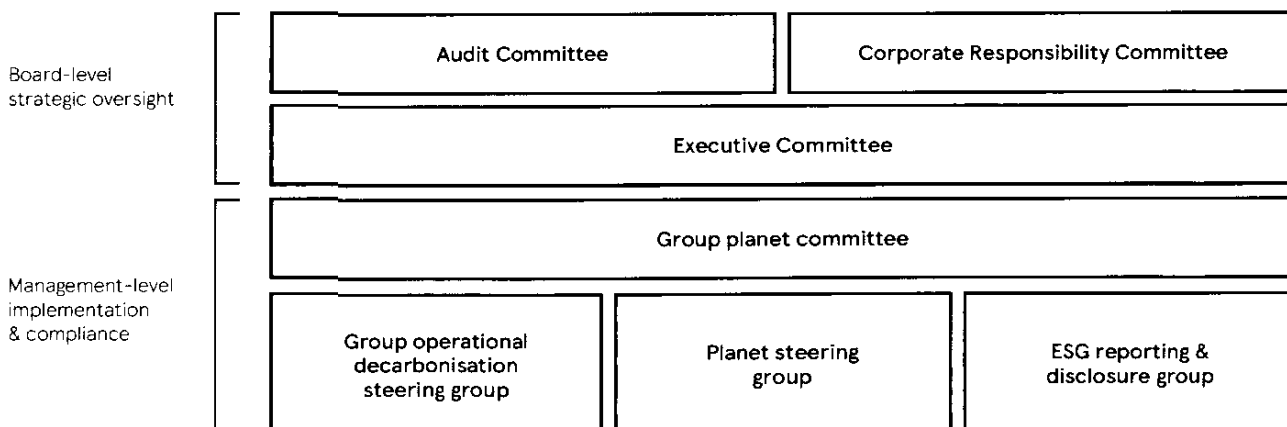 Board-level
strategic oversight
Audit Committee
Corporate Responsibility Committee
Executive Committee
Management-level
implementation
& compliance
Group planet committee
Group operational
decarbonisation
steering group
Planet steering
group
ESG reporting &
disclosure group